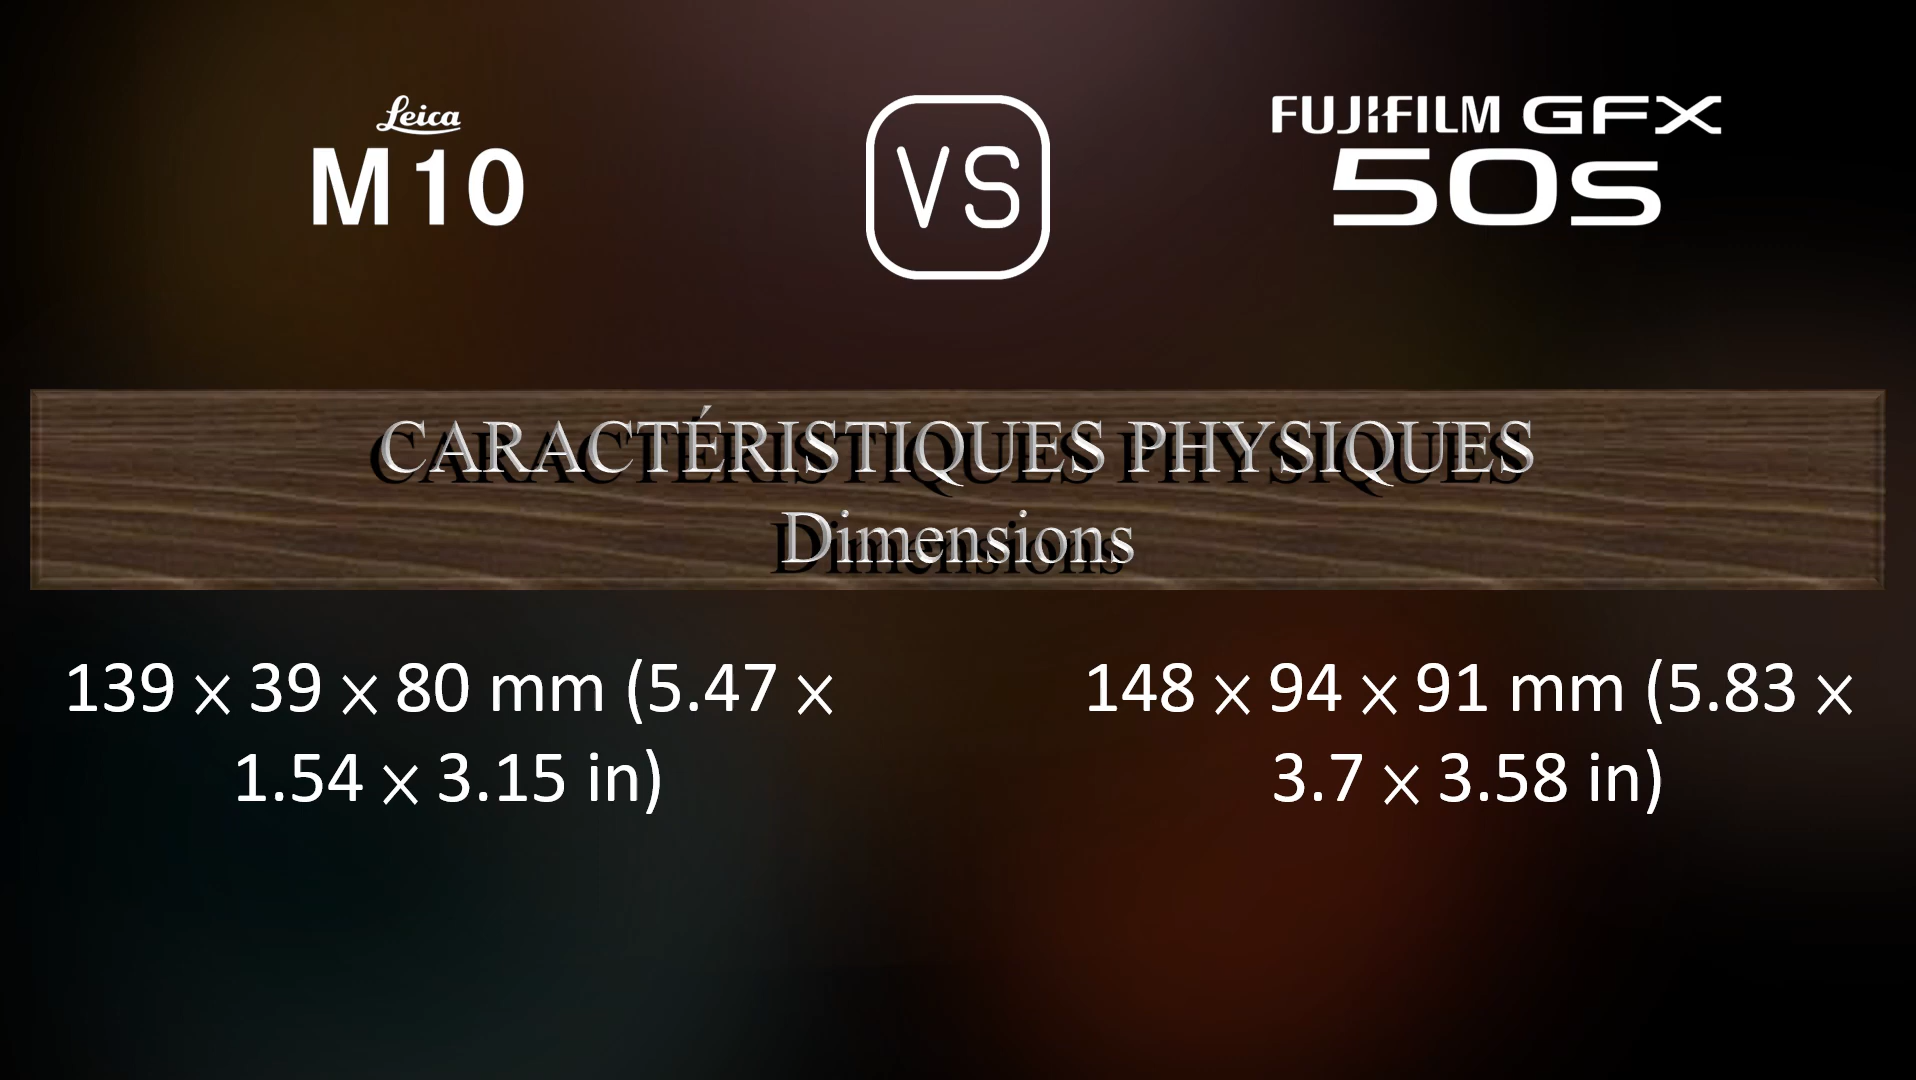 Leica
M10
VS
FUJIFILM GFX
50S
CARACTÉRISTIQUES PHYSIQUES
Dimensions
139 x 39 x 80 mm (5.47 x
1.54 x 3.15 in)
148 x 94 x 91 mm (5.83 x
3.7 x 3.58 in)